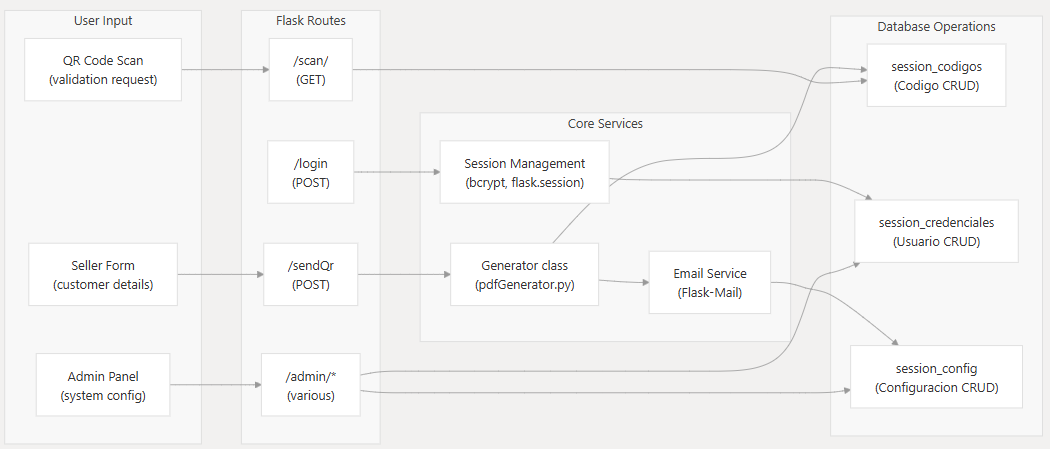 User Input
QR Code Scan
(validation request)
Seller Form
(customer details)
Admin Panel
(system config)
Flask Routes
/scan/
(GET)
/login
(POST)
/sendQr
(POST)
/admin/*
(various)
Core Services
Session Management
(bcrypt, flask.session)
Generator class
(pdfGenerator.py)
Email Service
(Flask-Mail)
Database Operations
session_codigos
(Codigo CRUD)
session_credenciales
(Usuario CRUD)
session_config
(Configuracion CRUD)